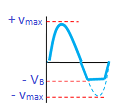 + vmax
- VB
- vmax